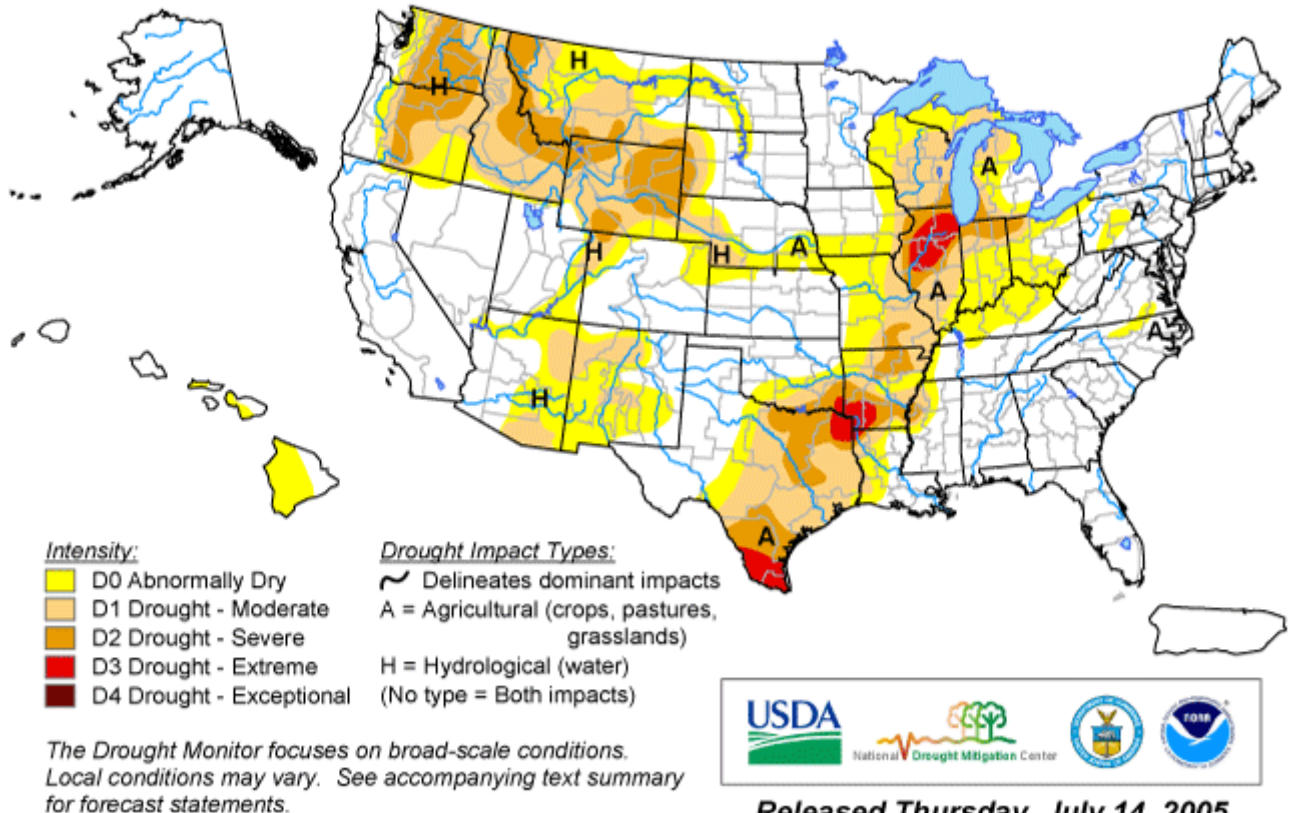 H
H
A
A
H
H
A
A
A
H
A
Intensity:
D0 Abnormally Dry
D1 Drought - Moderate
D2 Drought - Severe
D3 Drought - Extreme
D4 Drought - Exceptional
Drought Impact Types:
Delineates dominant impacts
A = Agricultural (crops, pastures,
grasslands)
H = Hydrological (water)
(No type = Both impacts)
The Drought Monitor focuses on broad-scale conditions.
Local conditions may vary. See accompanying text summary
for forecast statements.
USDA
National Drought Mitigation Center
NOAA
Released Thursday, July 14, 2005